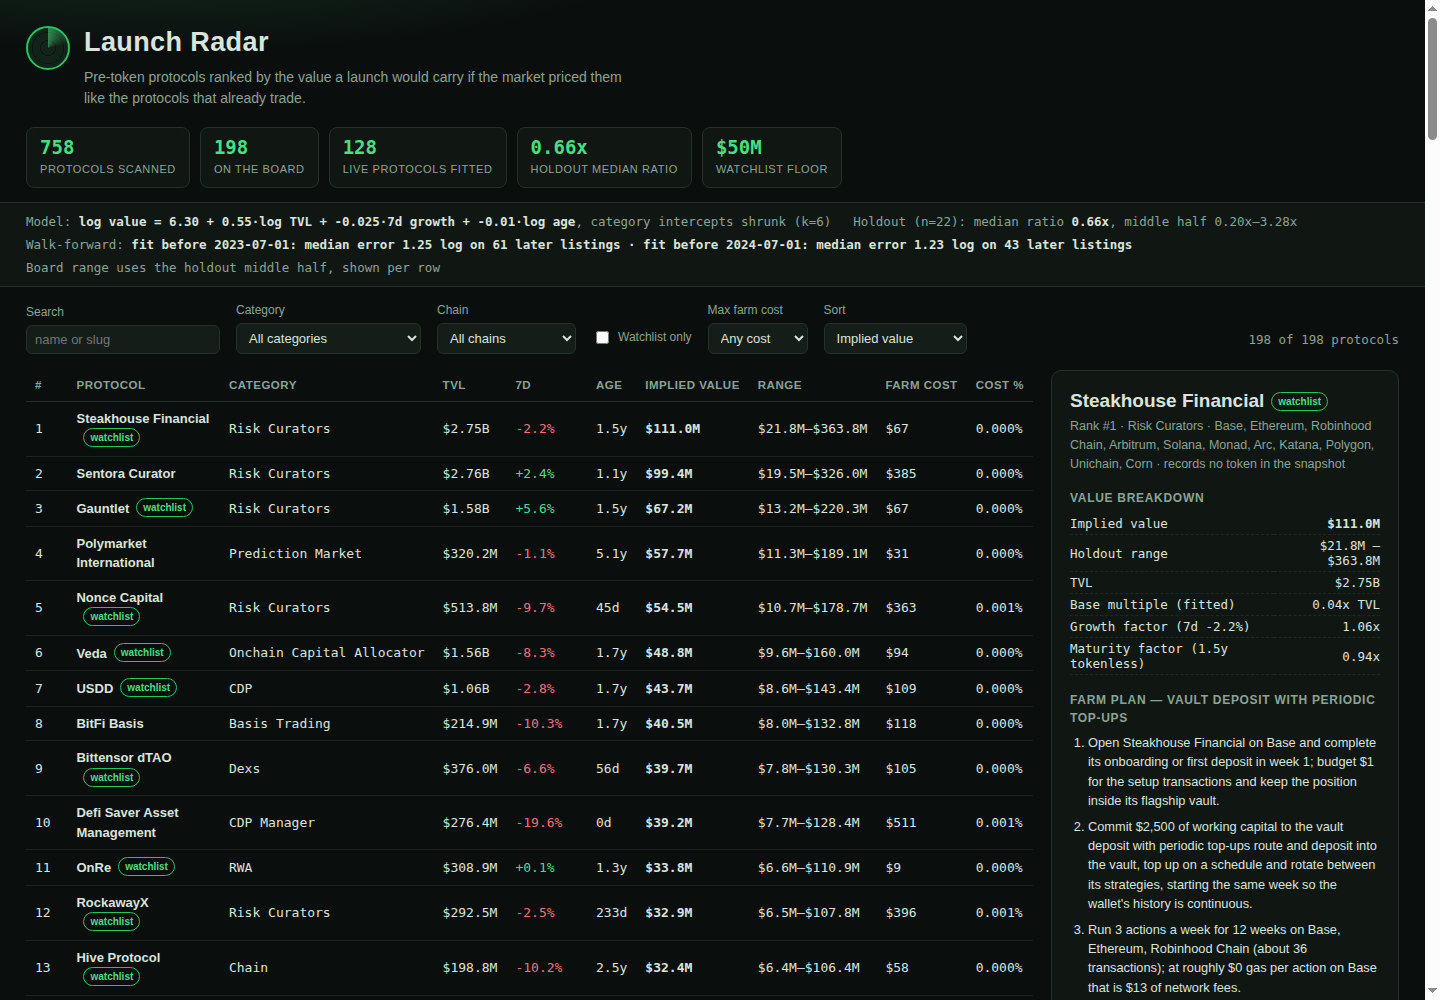 Launch Radar
Pre-token protocols ranked by the value a launch would carry if the market priced them
like the protocols that already trade.
758
PROTOCOLS SCANNED
198
ON THE BOARD
128
LIVE PROTOCOLS FITTED
0.66x
HOLDOUT MEDIAN RATIO
$50M
WATCHLIST FLOOR
Model: log value = 6.30 + 0.55·log TVL + -0.025·7d growth + -0.01·log age, category intercepts shrunk (k=6) Holdout (n=22): median ratio 0.66x, middle half 0.20x–3.28x
Walk-forward: fit before 2023-07-01: median error 1.25 log on 61 later listings · fit before 2024-07-01: median error 1.23 log on 43 later listings
Board range uses the holdout middle half, shown per row
Search
name or slug
Category
All categories
Chain
All chains
Watchlist only
Max farm cost
Any cost
Sort
Implied value
198 of 198 protocols
# PROTOCOL CATEGORY TVL 7D AGE IMPLIED VALUE RANGE FARM COST COST %
1 Steakhouse Financial watchlist Risk Curators $2.75B -2.2% 1.5y $111.0M $21.8M–$363.8M $67 0.000%
2 Sentora Curator Risk Curators $2.76B +2.4% 1.1y $99.4M $19.5M–$326.0M $385 0.000%
3 Gauntlet watchlist Risk Curators $1.58B +5.6% 1.5y $67.2M $13.2M–$220.3M $67 0.000%
4 Polymarket International Prediction Market $320.2M -1.1% 5.1y $57.7M $11.3M–$189.1M $31 0.000%
5 Nonce Capital watchlist Risk Curators $513.8M -9.7% 45d $54.5M $10.7M–$178.7M $363 0.001%
6 Veda watchlist Onchain Capital Allocator $1.56B -8.3% 1.7y $48.8M $9.6M–$160.0M $94 0.000%
7 USDD watchlist CDP $1.06B -2.8% 1.7y $43.7M $8.6M–$143.4M $109 0.000%
8 BitFi Basis Basis Trading $214.9M -10.3% 1.7y $40.5M $8.0M–$132.8M $118 0.000%
9 Bittensor dTAO watchlist Dexs $376.0M -6.6% 56d $39.7M $7.8M–$130.3M $105 0.000%
10 Defi Saver Asset Management CDP Manager $276.4M -19.6% 0d $39.2M $7.7M–$128.4M $511 0.001%
11 OnRe watchlist RWA $308.9M +0.1% 1.3y $33.8M $6.6M–$110.9M $9 0.000%
12 RockawayX watchlist Risk Curators $292.5M -2.5% 233d $32.9M $6.5M–$107.8M $396 0.001%
13 Hive Protocol watchlist Chain $198.8M -10.2% 2.5y $32.4M $6.4M–$106.4M $58 0.000%
Steakhouse Financial watchlist
Rank #1 · Risk Curators · Base, Ethereum, Robinhood
Chain, Arbitrum, Solana, Monad, Arc, Katana, Polygon,
Unichain, Corn · records no token in the snapshot
VALUE BREAKDOWN
Implied value $111.0M
Holdout range $21.8M – $363.8M
TVL $2.75B
Base multiple (fitted) 0.04x TVL
Growth factor (7d -2.2%) 1.06x
Maturity factor (1.5y tokenless) 0.94x
FARM PLAN — VAULT DEPOSIT WITH PERIODIC
TOP-UPS
1. Open Steakhouse Financial on Base and complete
its onboarding or first deposit in week 1; budget $1
for the setup transactions and keep the position
inside its flagship vault.
2. Commit $2,500 of working capital to the vault
deposit with periodic top-ups route and deposit into
the vault, top up on a schedule and rotate between
its strategies, starting the same week so the
wallet's history is continuous.
3. Run 3 actions a week for 12 weeks on Base,
Ethereum, Robinhood Chain (about 36
transactions); at roughly $0 gas per action on Base
that is $13 of network fees.